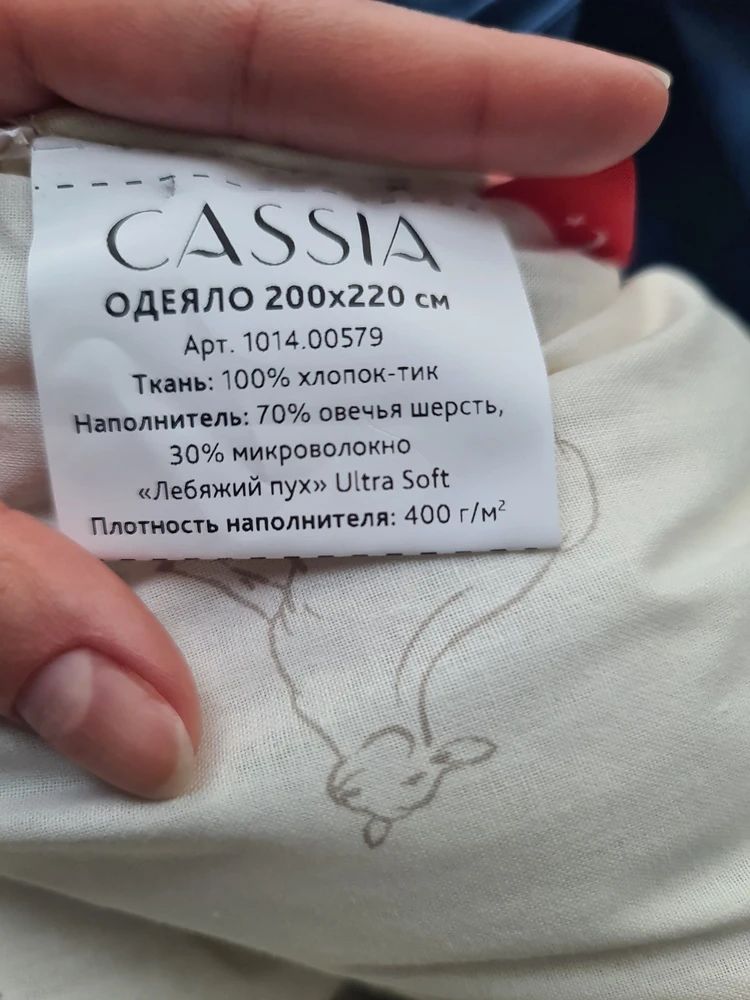 CASSIA
ОДЕЯЛО 200x220 см
Арт. 1014.00579
Ткань: 100% хлопок-тик
Наполнитель: 70% овечья шерсть,
30% микроволокно
«Лебяжий пух» Ultra Soft
Плотность наполнителя: 400 г/м²